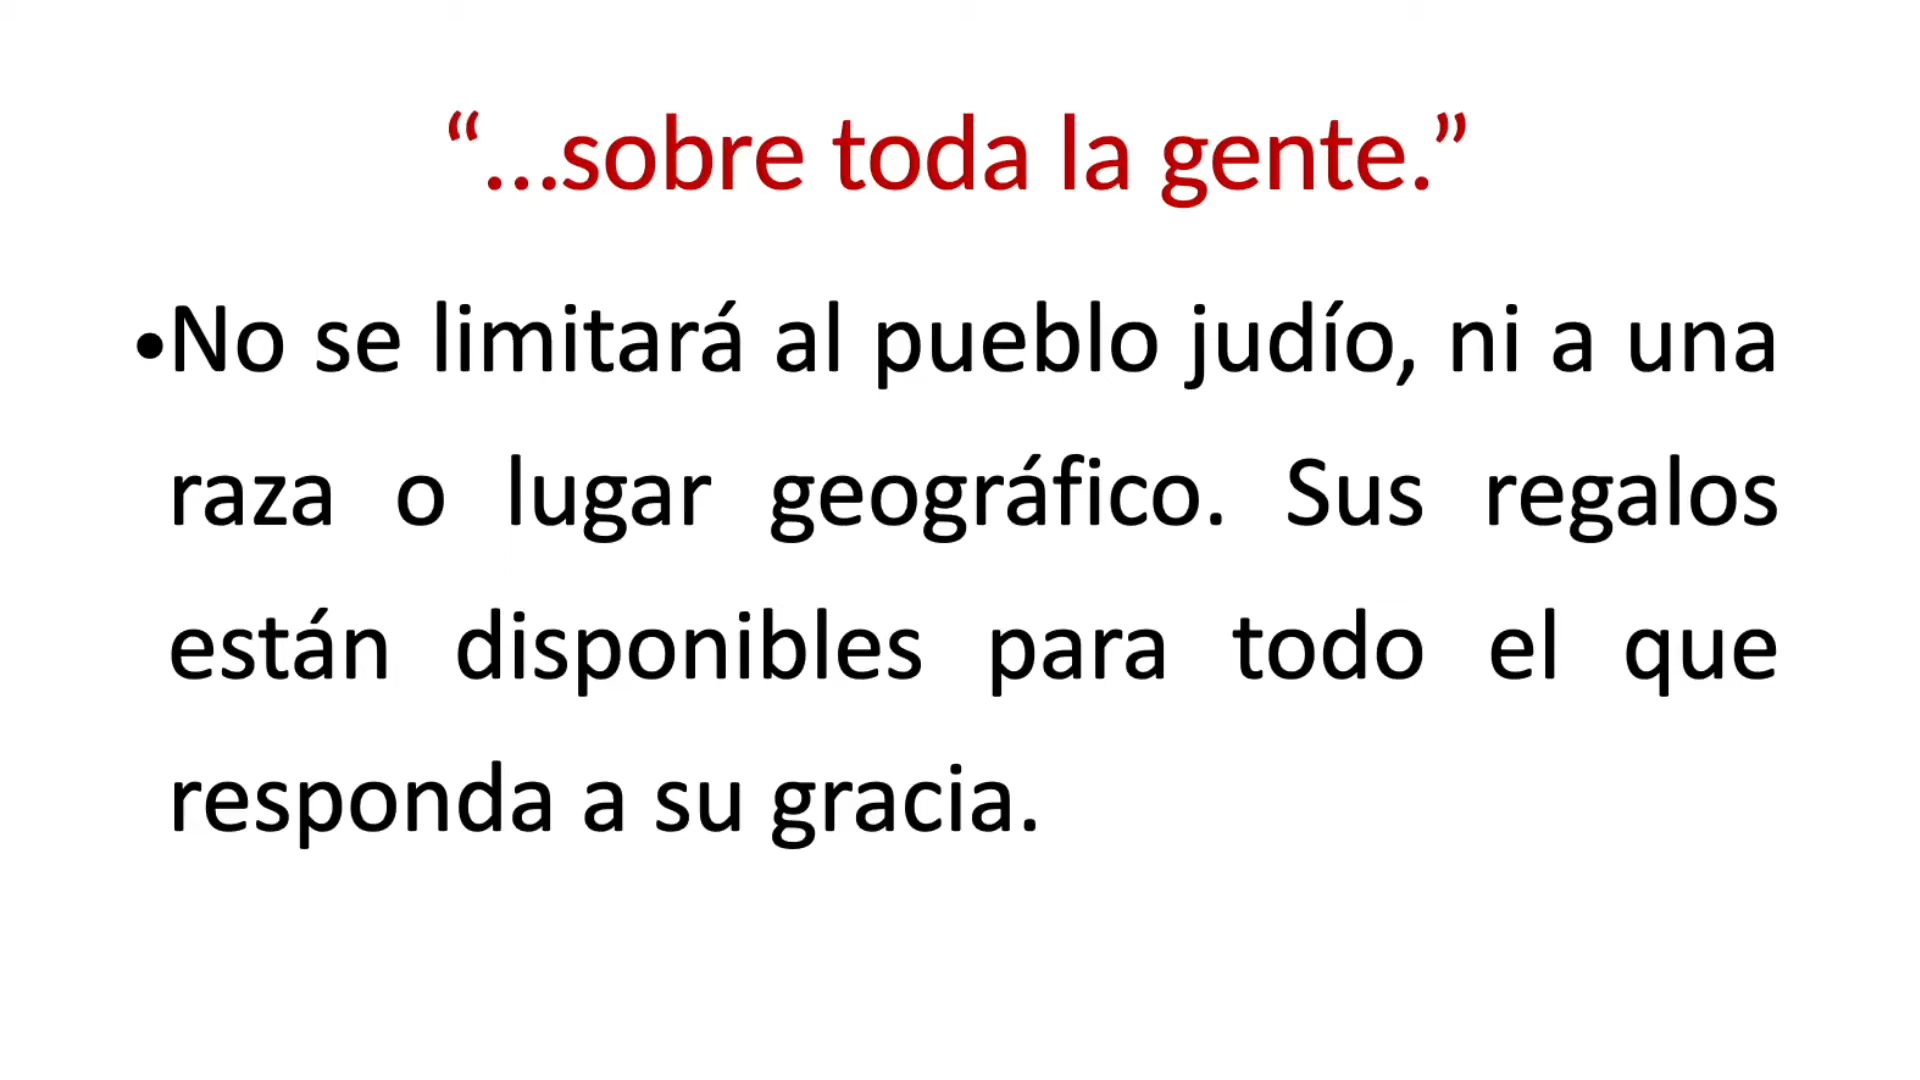 “...sobre toda la gente.”
•No se limitará al pueblo judío, ni a una
raza o lugar geográfico. Sus regalos
están disponibles para todo el que
responda a su gracia.